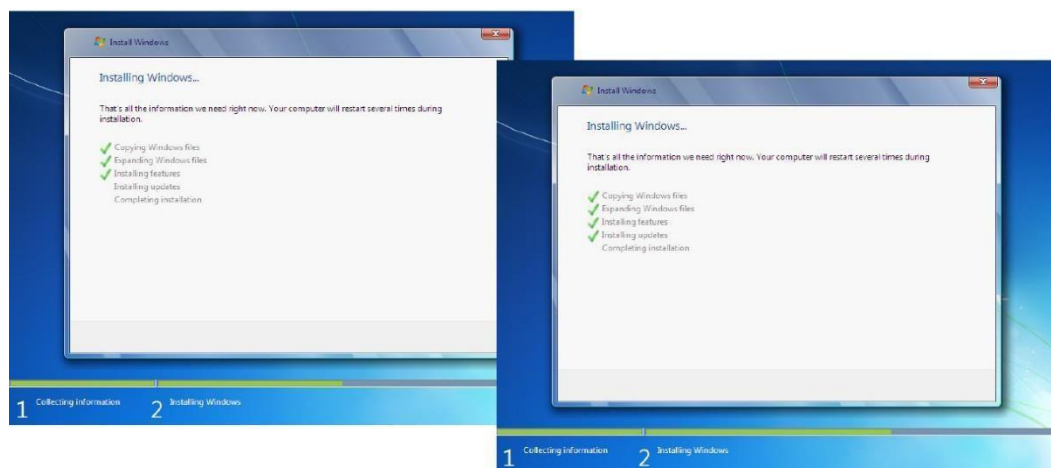 Install Windows
Installing Windows...
That's all the information we need right now. Your computer will restart several times during
installation.
Copying Windows files
Expanding Windows files
Installing features
Installing updates
Completing installation
1 Collecting information 2 Installing Windows
Install Windows
Installing Windows...
That's all the information we need right now. Your computer will restart several times during
installation.
Copying Windows files
Expanding Windows files
Installing features
Installing updates
Completing installation
1 Collecting information 2 Installing Windows